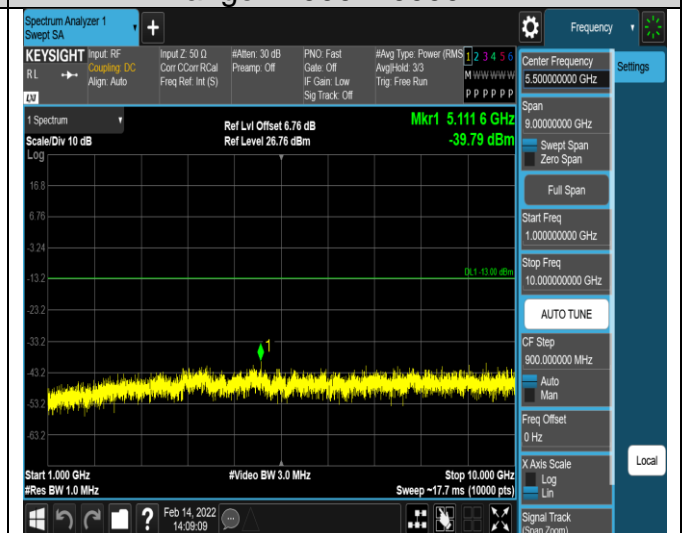 Spectrum Analyzer 1
Swept SA
Frequency
KEYSIGHT
RL
LXI
Input: RF
Coupling: DC
Align: Auto
Input Z: 50 Ω
Corr CCorr RCal
Freq Ref: Int (S)
#Atten: 30 dB
Preamp: Off
PNO: Fast
Gate: Off
IF Gain: Low
Sig Track: Off
#Avg Type: Power (RMS
Avg|Hold: 3/3
Trig: Free Run
1 2 3 4 5 6
M W W W W W
P P P P P P
Center Frequency
5.500000000 GHz
Settings
1 Spectrum
Scale/Div 10 dB
Log
Ref Lvl Offset 6.76 dB
Ref Level 26.76 dBm
Mkr1 5.111 6 GHz
-39.79 dBm
Span
9.00000000 GHz
Swept Span
Zero Span
Full Span
Start Freq
1.000000000 GHz
Stop Freq
10.000000000 GHz
AUTO TUNE
CF Step
900.000000 MHz
Auto
Man
Freq Offset
0 Hz
X Axis Scale
Log
Lin
Signal Track
(Span Zoom)
Local
16.8
6.76
-3.24
-13.2
DL1 -13.00 dBm
-23.2
-33.2
1
-43.2
-53.2
-63.2
Start 1.000 GHz
#Res BW 1.0 MHz
#Video BW 3.0 MHz
Stop 10.000 GHz
Sweep ~17.7 ms (10000 pts)
?
Feb 14, 2022
14:09:09